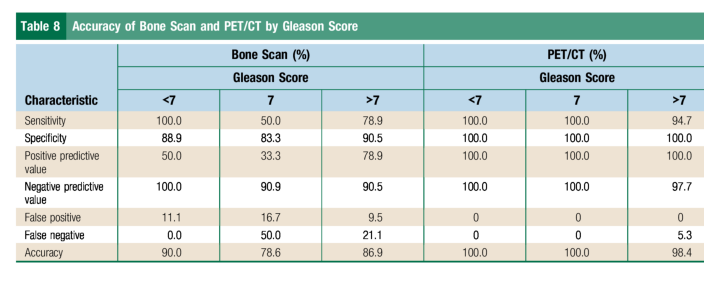 Table 8 Accuracy of Bone Scan and PET/CT by Gleason Score
Bone Scan (%) PET/CT (%)
Gleason Score Gleason Score
Characteristic <7 7 >7 <7 7 >7
Sensitivity 100.0 50.0 78.9 100.0 100.0 94.7
Specificity 88.9 83.3 90.5 100.0 100.0 100.0
Positive predictive 50.0 33.3 78.9 100.0 100.0 100.0
value
Negative predictive 100.0 90.9 90.5 100.0 100.0 97.7
value
False positive 11.1 16.7 9.5 0 0 0
False negative 0.0 50.0 21.1 0 0 5.3
Accuracy 90.0 78.6 86.9 100.0 100.0 98.4